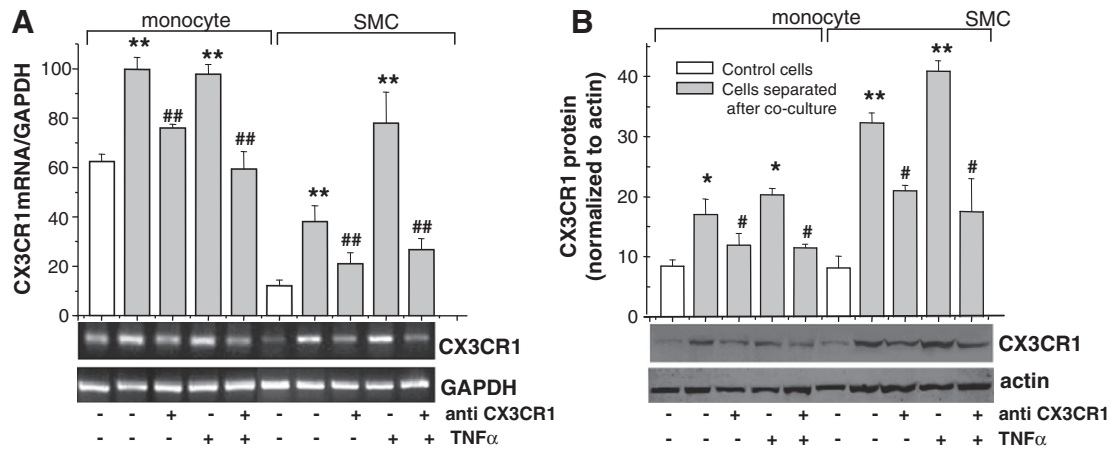 A
monocyte
SMC
CX3CR1mRNA/GAPDH
100
80
60
40
20
0
**
##
**
##
**
##
**
##
CX3CR1
GAPDH
- - + - + - - + - + anti CX3CR1
- - - + + - - - + + TNFα
B
monocyte
SMC
Control cells
Cells separated
after co-culture
CX3CR1 protein
(normalized to actin)
40
30
20
10
0
*
#
*
#
**
#
**
#
CX3CR1
actin
- - + - + - - + - + anti CX3CR1
- - - + + - - - + + TNFα